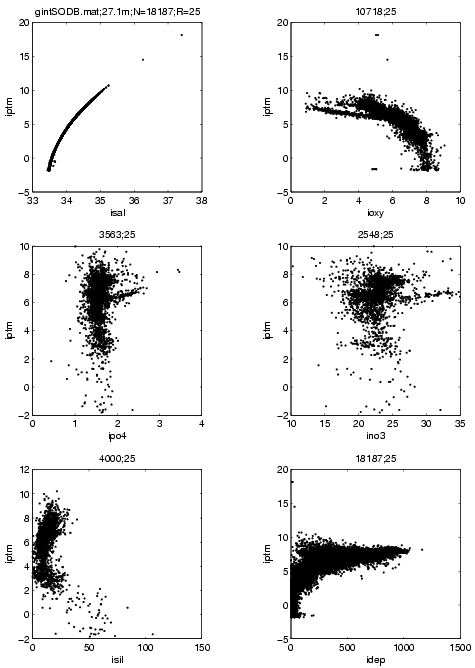 gintSODB.mat;27.1m;N=18187;R=25
20
15
10
5
0
−5
iptm
33 34 35 36 37 38
isal
10718;25
20
15
10
5
0
−5
iptm
0 2 4 6 8 10
ioxy
3563;25
10
8
6
4
2
0
−2
iptm
0 1 2 3 4
ipo4
2548;25
10
8
6
4
2
0
−2
iptm
10 15 20 25 30 35
ino3
4000;25
12
10
8
6
4
2
0
−2
iptm
0 50 100 150
isil
18187;25
20
15
10
5
0
−5
iptm
0 500 1000 1500
idep